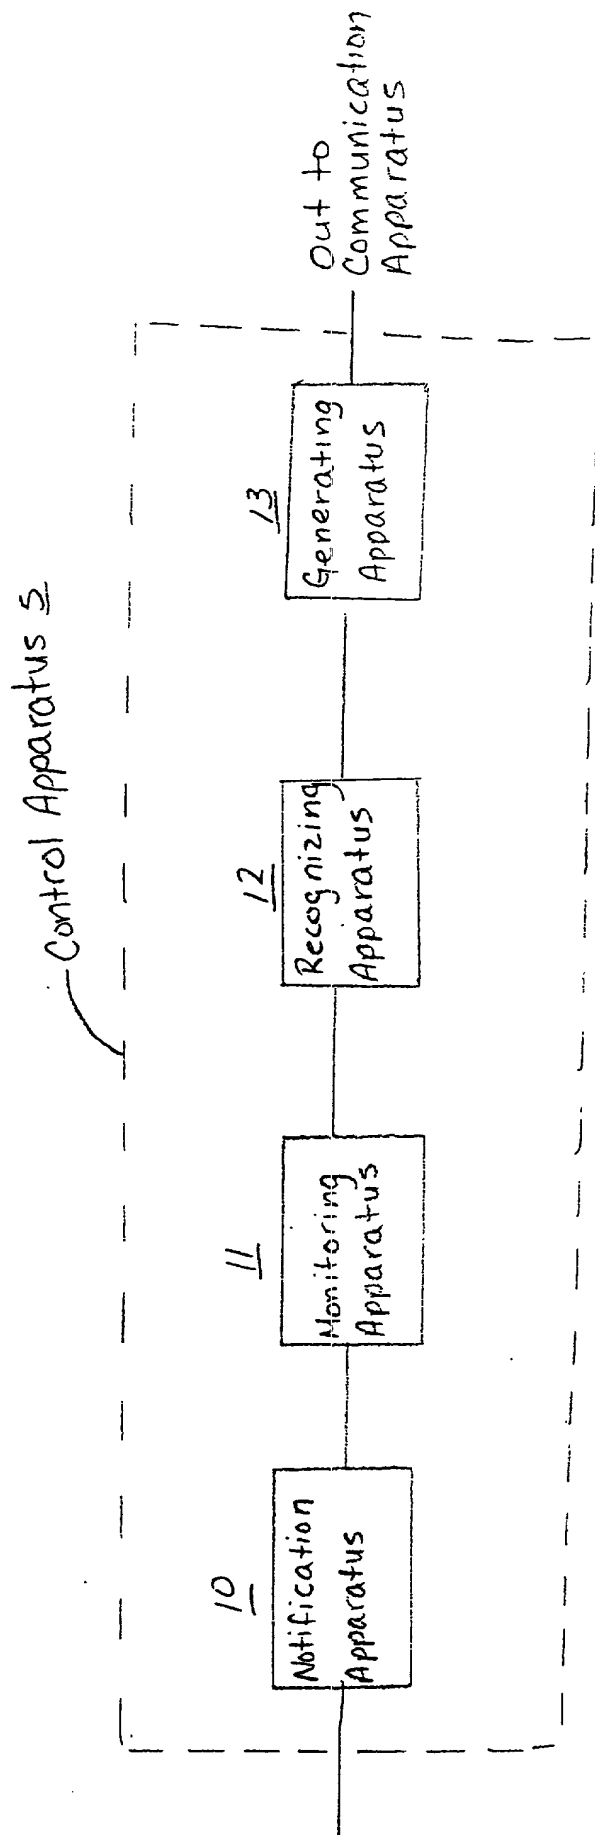 Control Apparatus 5
10
Notification
Apparatus
11
Monitoring
Apparatus
12
Recognizing
Apparatus
13
Generating
Apparatus
Out to
Communication
Apparatus